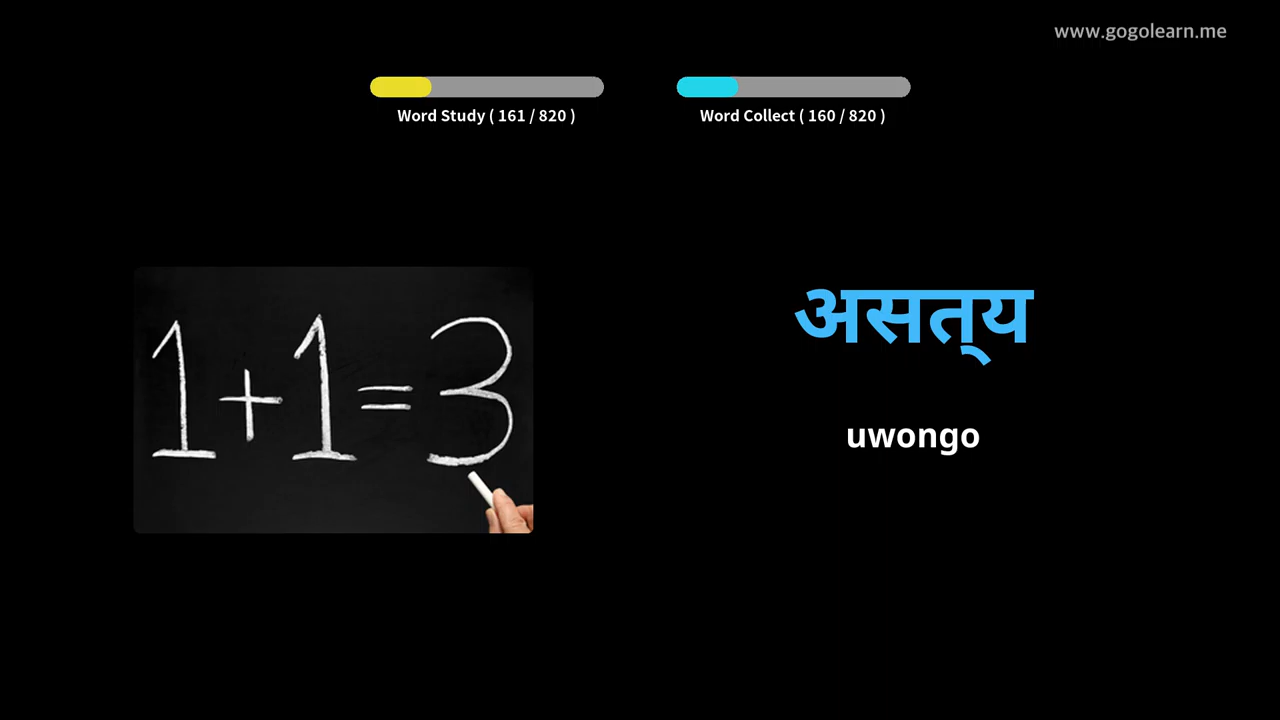 www.gogolearn.me
Word Study ( 161 / 820 )
Word Collect ( 160 / 820 )
1+1=3
असत्‌य
uwongo